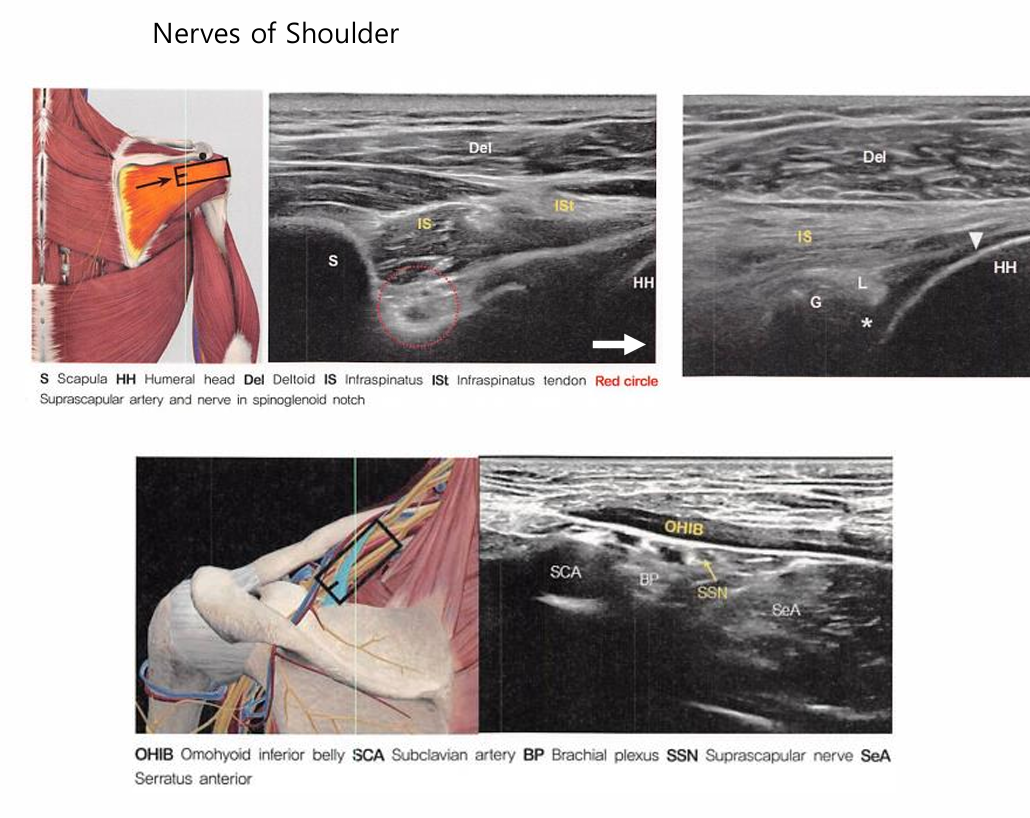 Nerves of Shoulder
Del
IS
ISt
S
HH
Del
IS
L
G
*
HH
S Scapula HH Humeral head Del Deltoid IS Infraspinatus ISt Infraspinatus tendon Red circle
Suprascapular artery and nerve in spinoglenoid notch
OHIB
SCA
BP
SSN
SeA
OHIB Omohyoid inferior belly SCA Subclavian artery BP Brachial plexus SSN Suprascapular nerve SeA
Serratus anterior